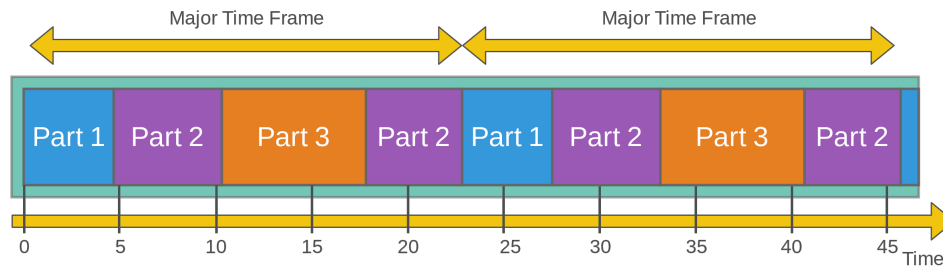 Major Time Frame Major Time Frame
Part 1 Part 2 Part 3 Part 2 Part 1 Part 2 Part 3 Part 2
0 5 10 15 20 25 30 35 40 45
Time